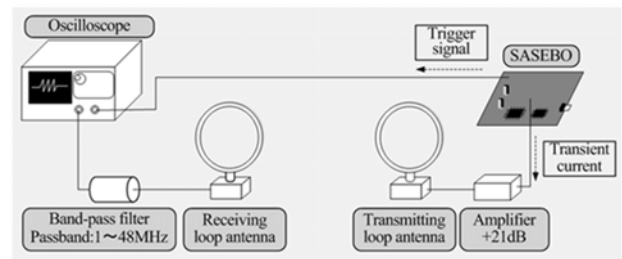 Oscilloscope
Trigger
signal
SASEBO
Transient
current
Band-pass filter
Passband:1～48MHz
Receiving
loop antenna
Transmitting
loop antenna
Amplifier
+21dB